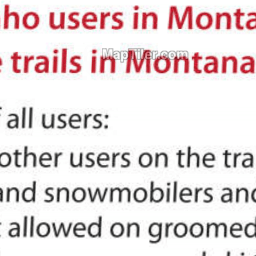 ho users in Monta
trails in Montana
all users:
other users on the tra
and snowmobilers and
allowed on groomed
MapTiler.com